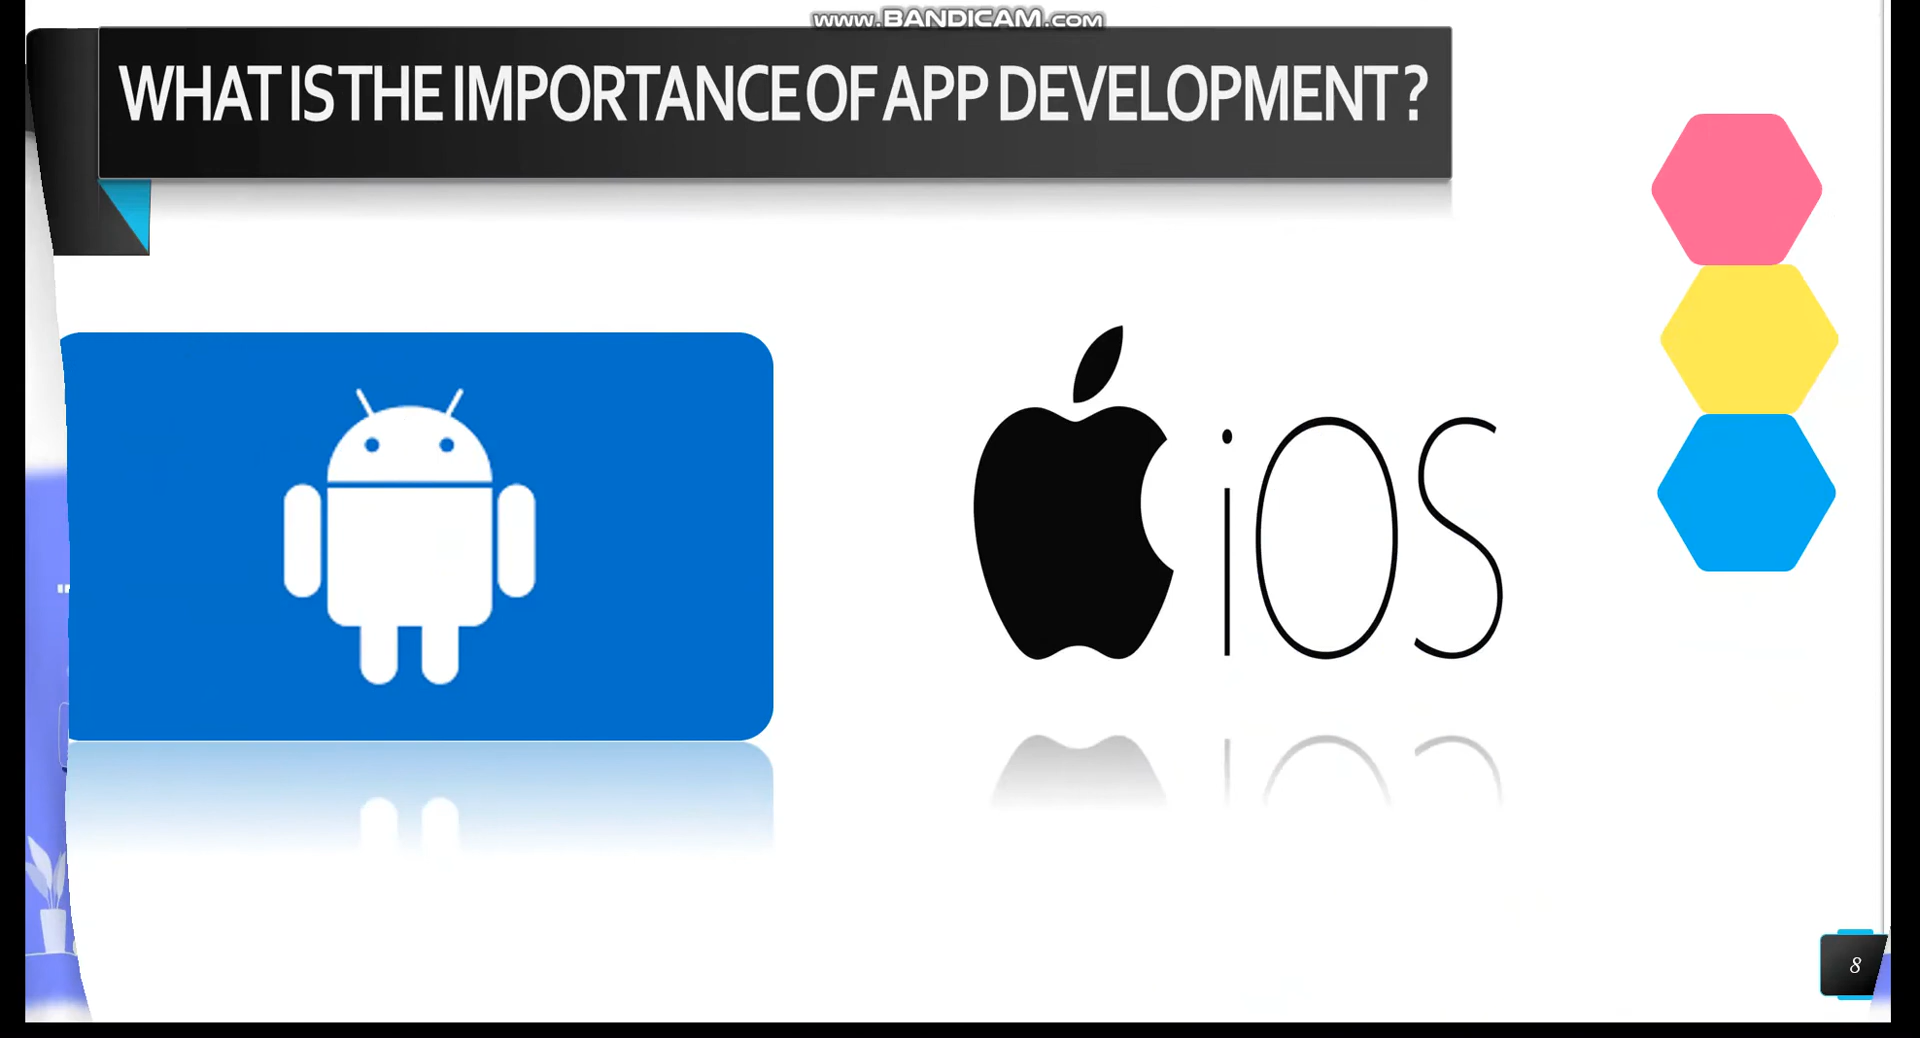 www.BANDICAM.com
WHAT IS THE IMPORTANCE OF APP DEVELOPMENT ?
iOS
8